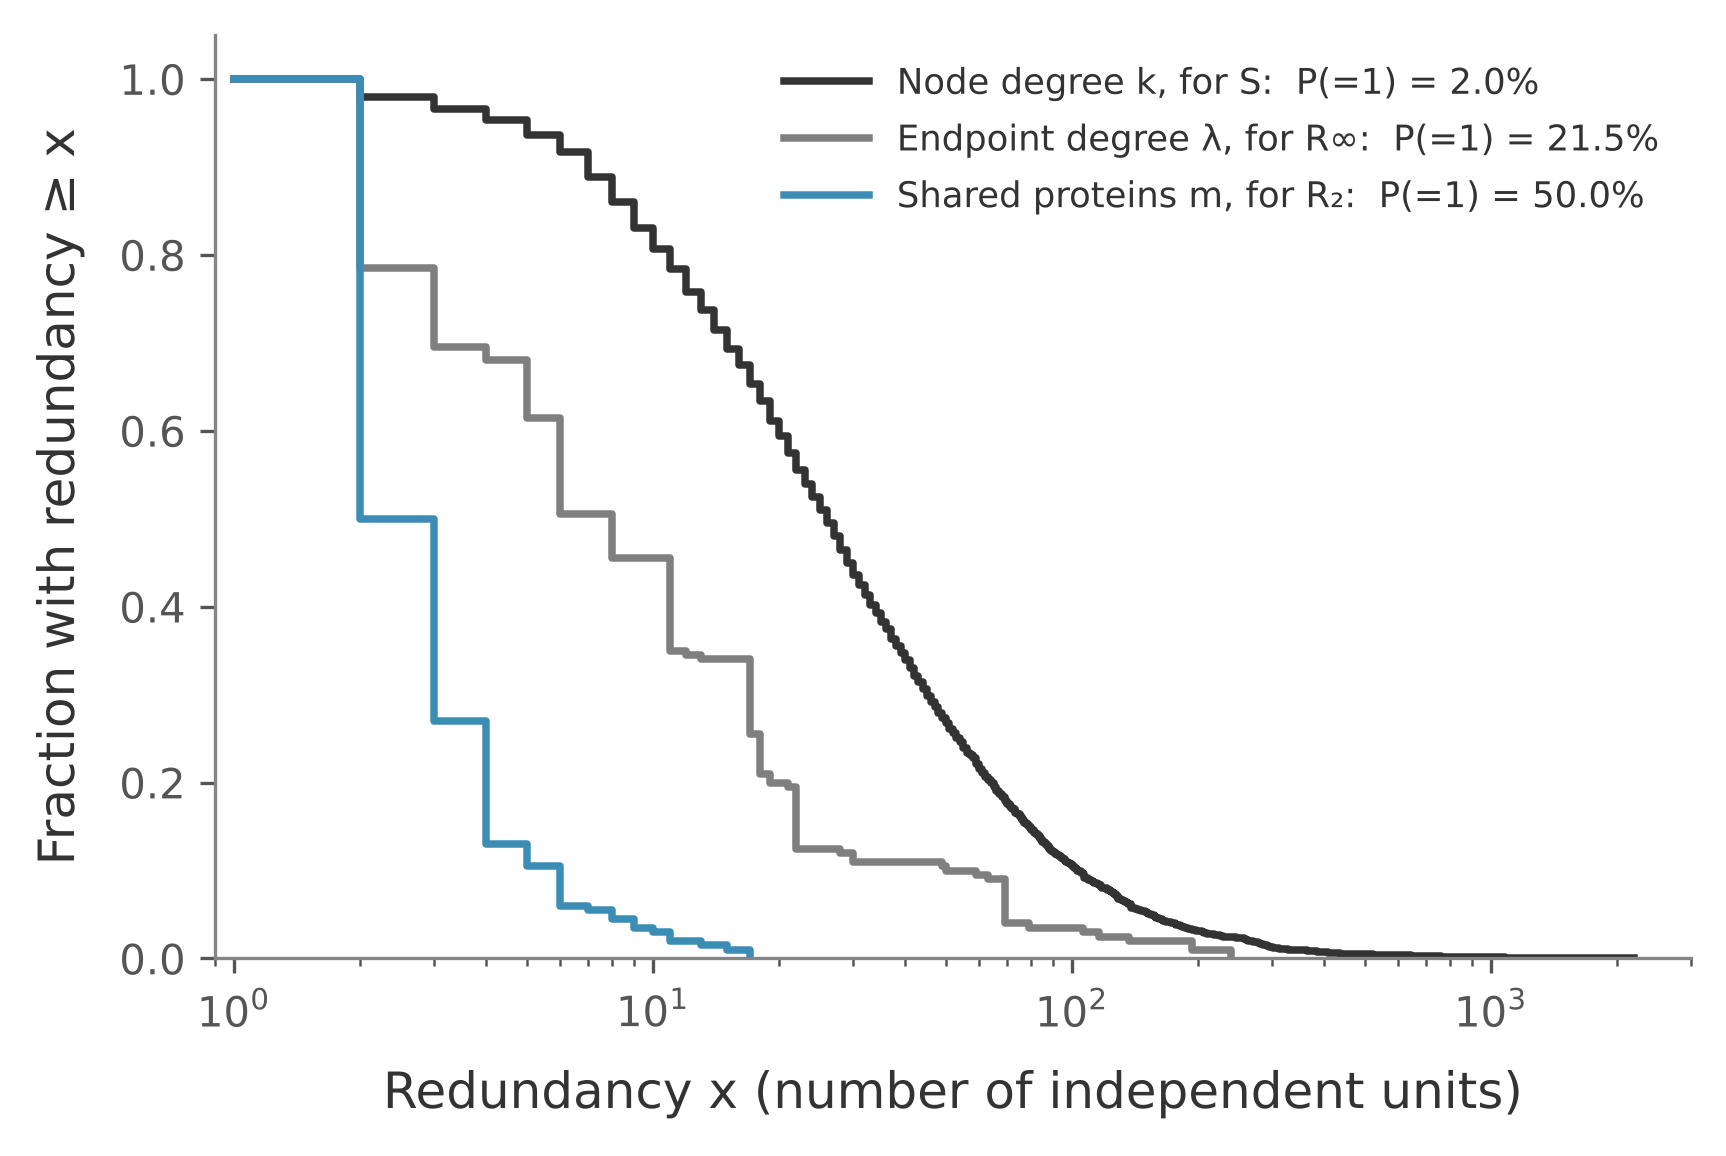 Node degree k, for S:  P(=1) = 2.0%
Endpoint degree λ, for R∞:  P(=1) = 21.5%
Shared proteins m, for R₂:  P(=1) = 50.0%
Fraction with redundancy ≥ x
1.0
0.8
0.6
0.4
0.2
0.0
10⁰ 10¹ 10² 10³
Redundancy x (number of independent units)